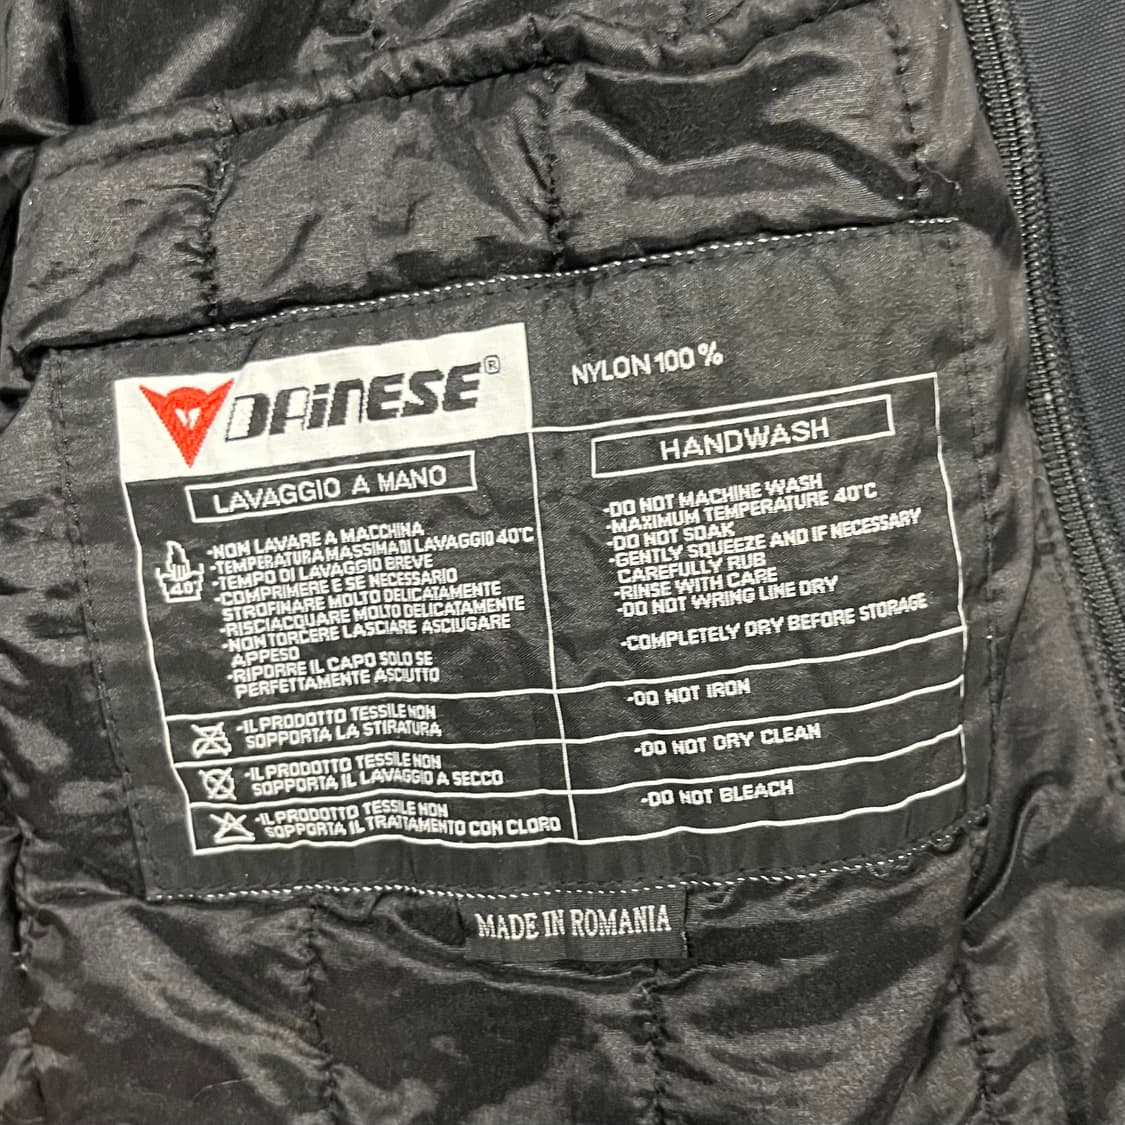 DAINESE®
NYLON 100%
LAVAGGIO A MANO
-NON LAVARE A MACCHINA
-TEMPERATURA MASSIMA DI LAVAGGIO 40°C
-TEMPO DI LAVAGGIO BREVE
-COMPRIMERE E SE NECESSARIO
STROFINARE MOLTO DELICATAMENTE
-RISCIACQUARE MOLTO DELICATAMENTE
-NON TORCERE LASCIARE ASCIUGARE
APPESO
-RIPORRE IL CAPO SOLO SE
PERFETTAMENTE ASCIUTTO
40°
-IL PRODOTTO TESSILE NON
SOPPORTA LA STIRATURA
-IL PRODOTTO TESSILE NON
SOPPORTA IL LAVAGGIO A SECCO
-IL PRODOTTO TESSILE NON
SOPPORTA IL TRATTAMENTO CON CLORO
HANDWASH
-DO NOT MACHINE WASH
-MAXIMUM TEMPERATURE 40°C
-DO NOT SOAK
-GENTLY SQUEEZE AND IF NECESSARY
CAREFULLY RUB
-RINSE WITH CARE
-DO NOT WRING LINE DRY
-COMPLETELY DRY BEFORE STORAGE
-DO NOT IRON
-DO NOT DRY CLEAN
-DO NOT BLEACH
MADE IN ROMANIA